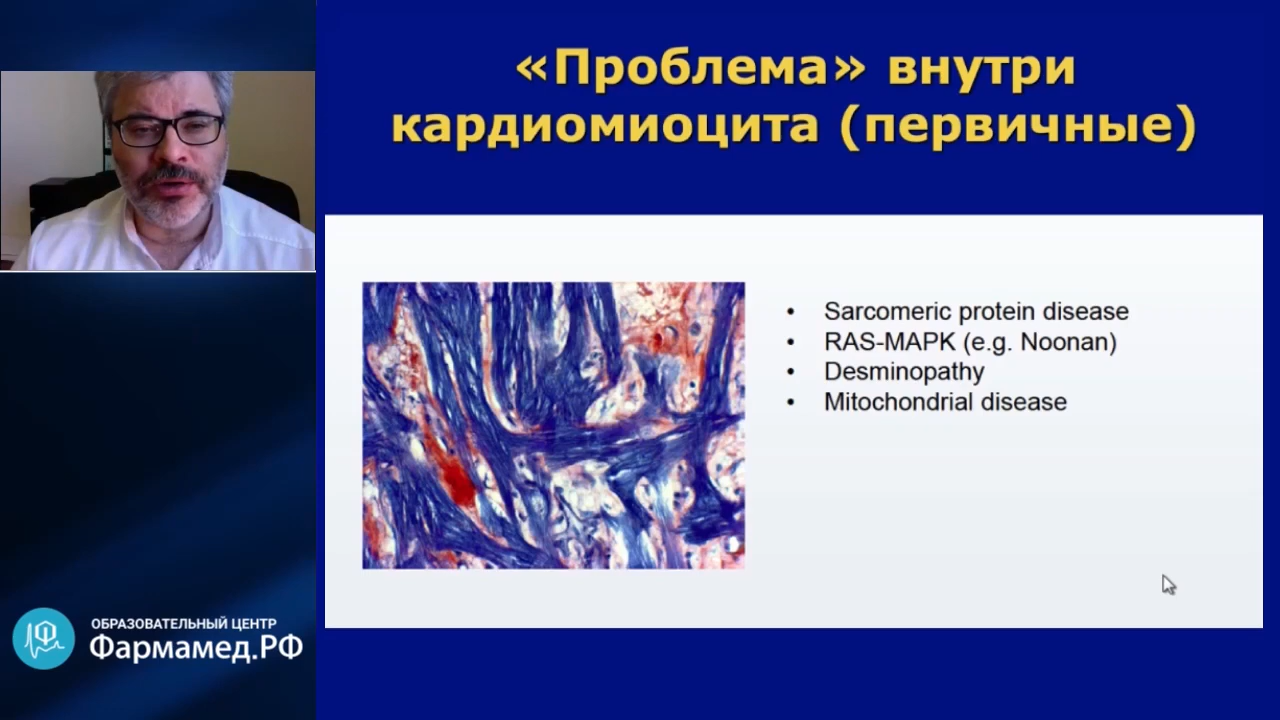 «Проблема» внутри
кардиомиоцита (первичные)
• Sarcomeric protein disease
• RAS-MAPK (e.g. Noonan)
• Desminopathy
• Mitochondrial disease
ОБРАЗОВАТЕЛЬНЫЙ ЦЕНТР
Фармамед.РФ